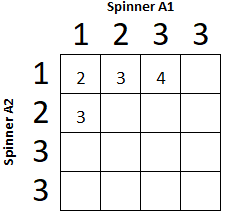 Spinner A1
1 2 3 3
Spinner A2
1 2 3 4
2 3
3
3